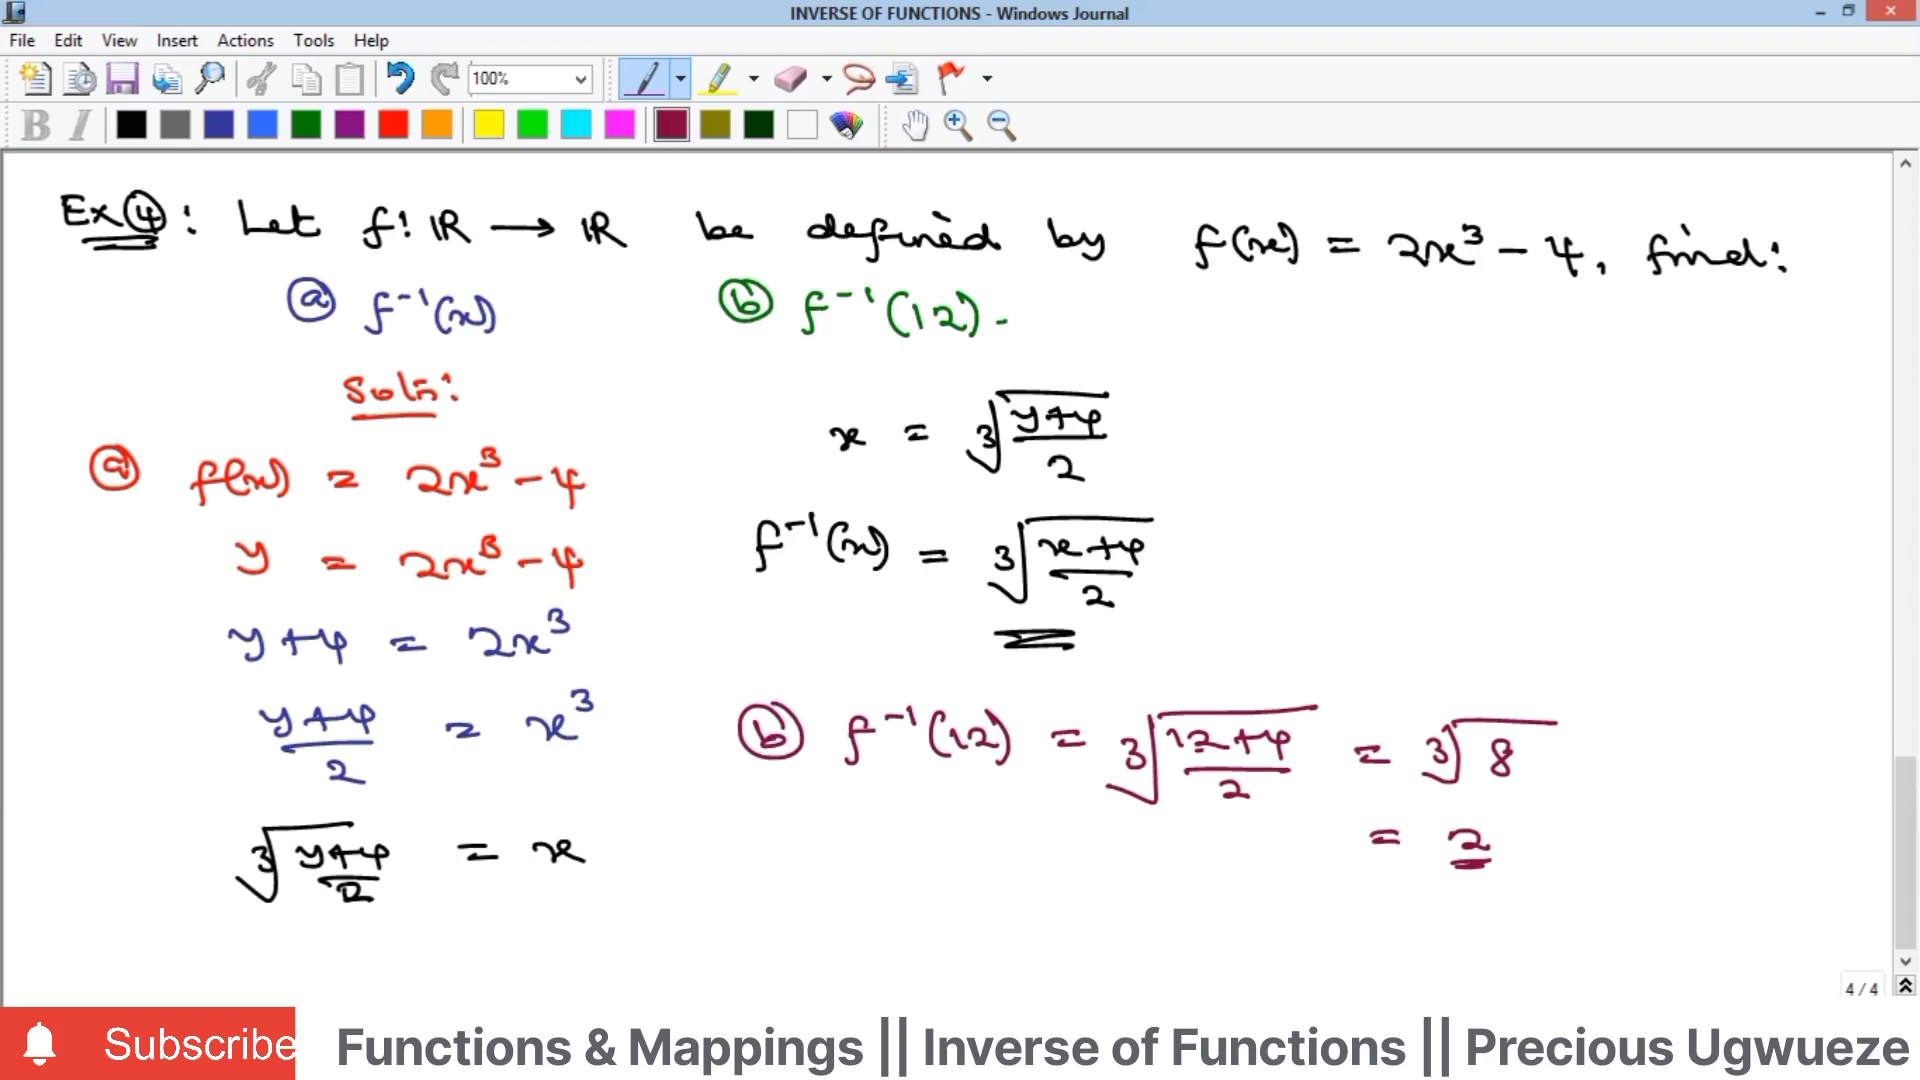 INVERSE OF FUNCTIONS - Windows Journal
File Edit View Insert Actions Tools Help
100%
B I
Ex④: Let f: ℝ → ℝ be defined by f(x) = 2x³ - 4, find:
ⓐ f⁻¹(x) ⓑ f⁻¹(12).
Soln:
ⓐ f(x) = 2x³ - 4
y = 2x³ - 4
y + 4 = 2x³
(y+4)/2 = x³
∛((y+4)/2) = x
x = ∛((y+4)/2)
f⁻¹(x) = ∛((x+4)/2)
ⓑ f⁻¹(12) = ∛((12+4)/2) = ∛8
= 2
4 / 4
Subscribe
Functions & Mappings || Inverse of Functions || Precious Ugwueze